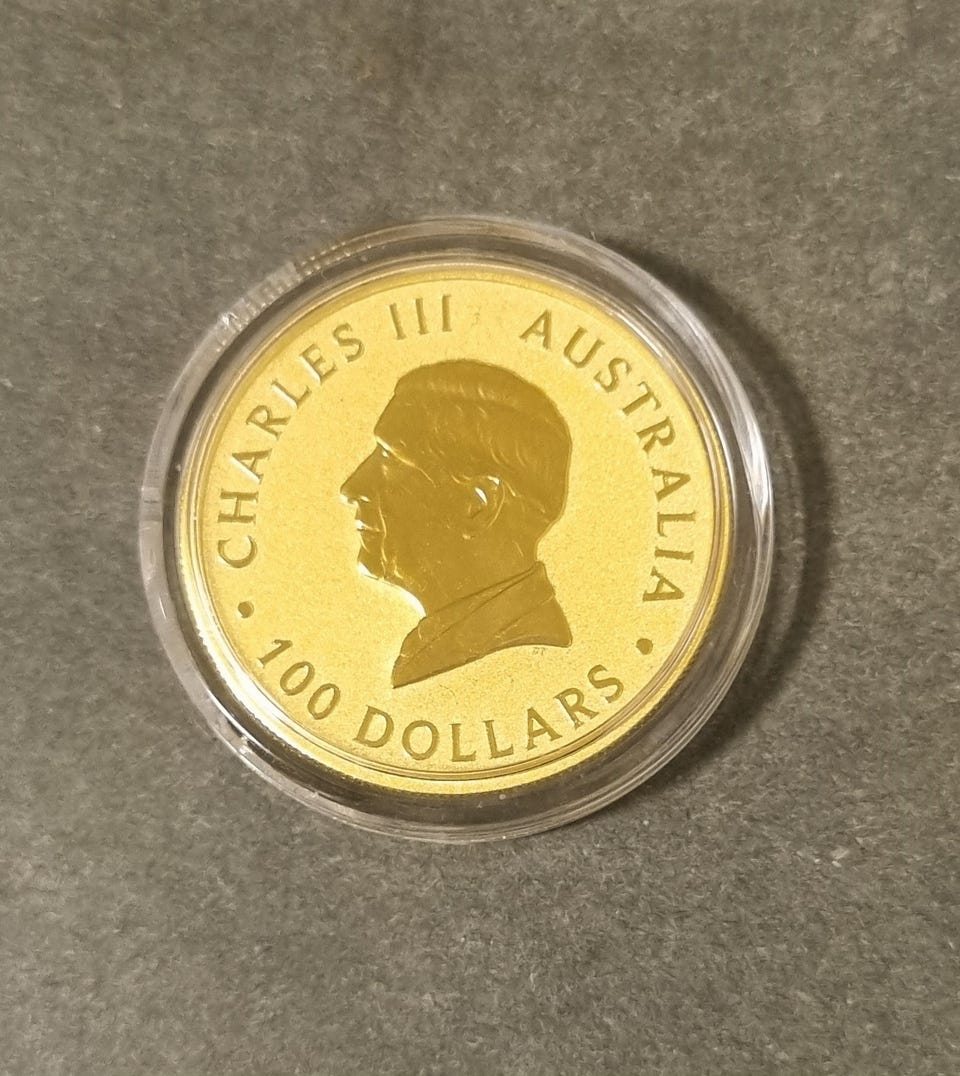 CHARLES III AUSTRALIA
• 100 DOLLARS •